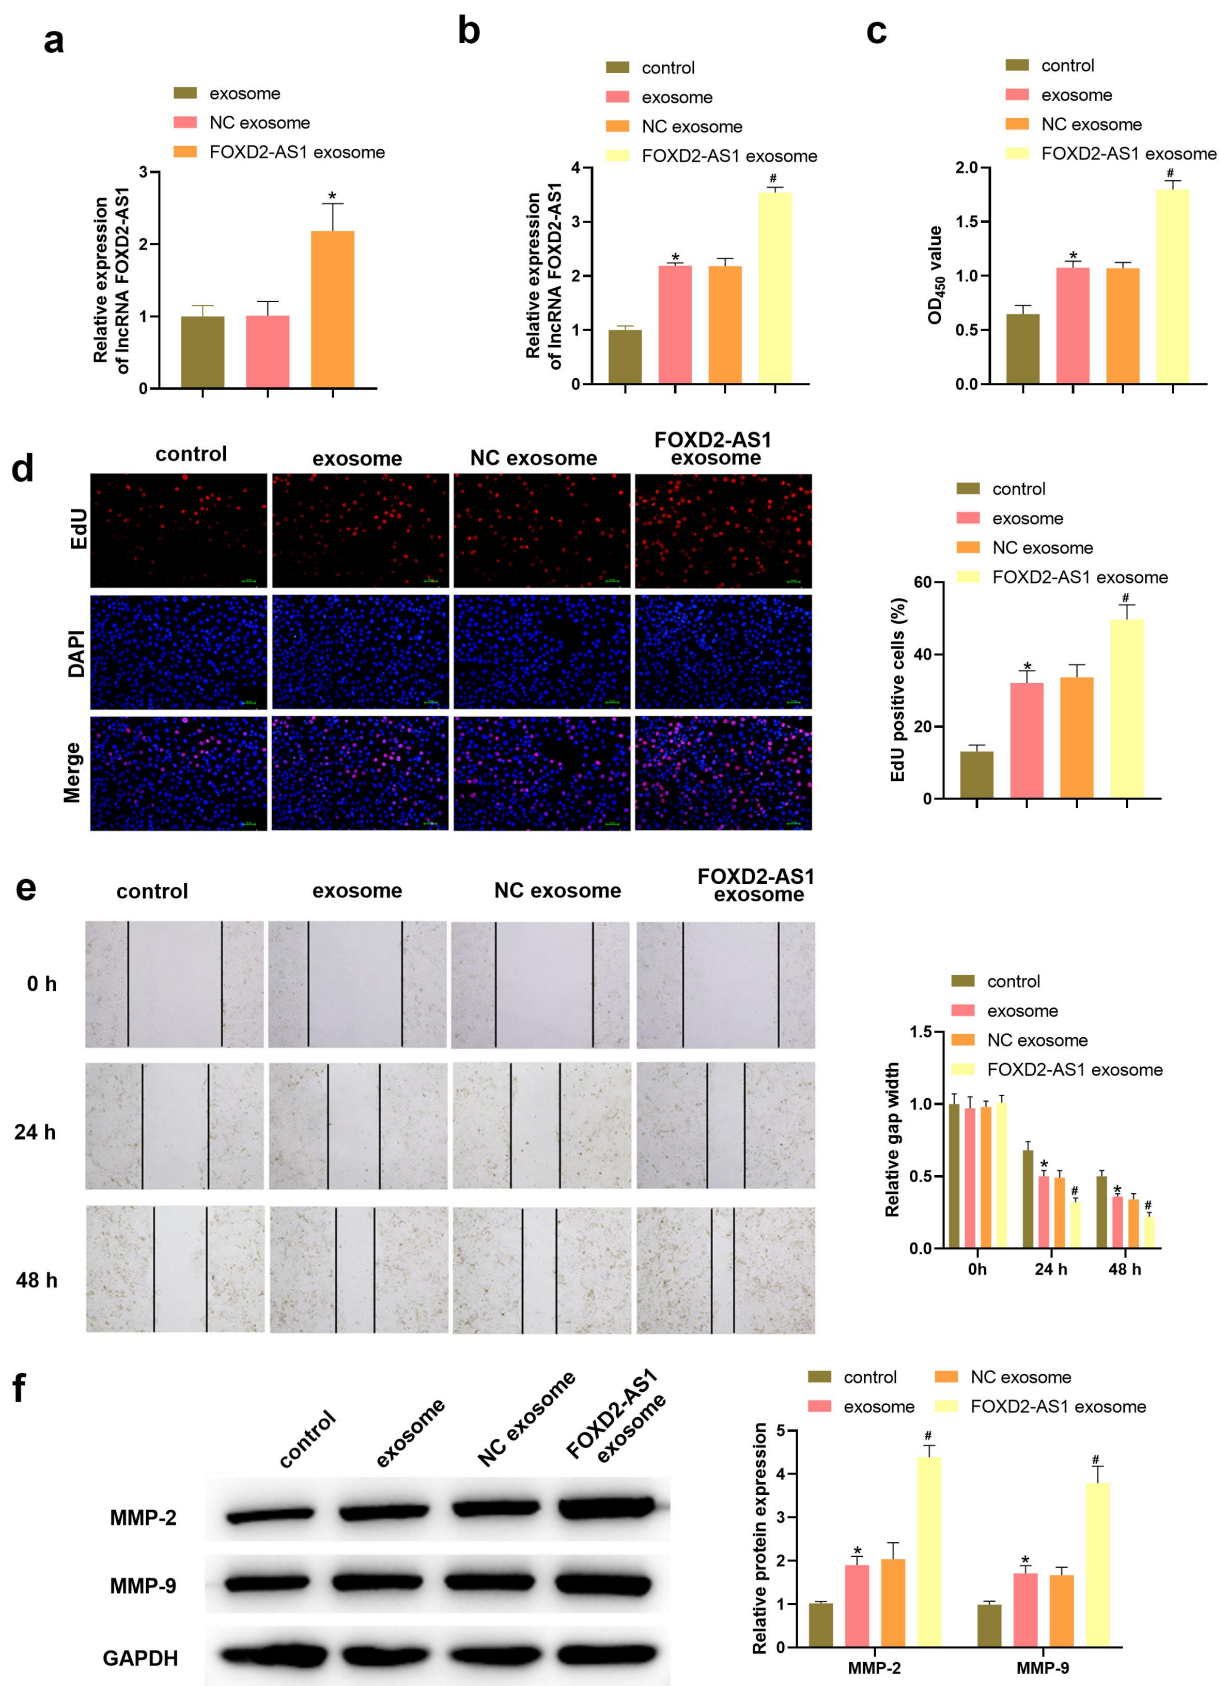 a
exosome
NC exosome
FOXD2-AS1 exosome
Relative expression
of lncRNA FOXD2-AS1
3
2
1
0
*
b
control
exosome
NC exosome
FOXD2-AS1 exosome
Relative expression
of lncRNA FOXD2-AS1
4
3
2
1
0
*
#
c
control
exosome
NC exosome
FOXD2-AS1 exosome
OD450 value
2.0
1.5
1.0
0.5
0.0
*
#
d
control
exosome
NC exosome
FOXD2-AS1
exosome
EdU
DAPI
Merge
control
exosome
NC exosome
FOXD2-AS1 exosome
EdU positive cells (%)
60
40
20
0
*
#
e
control
exosome
NC exosome
FOXD2-AS1
exosome
0 h
24 h
48 h
control
exosome
NC exosome
FOXD2-AS1 exosome
Relative gap width
1.5
1.0
0.5
0.0
*
#
*
#
0h
24 h
48 h
f
control
exosome
NC exosome
FOXD2-AS1
exosome
MMP-2
MMP-9
GAPDH
control
exosome
NC exosome
FOXD2-AS1 exosome
Relative protein expression
5
4
3
2
1
0
*
#
*
#
MMP-2
MMP-9